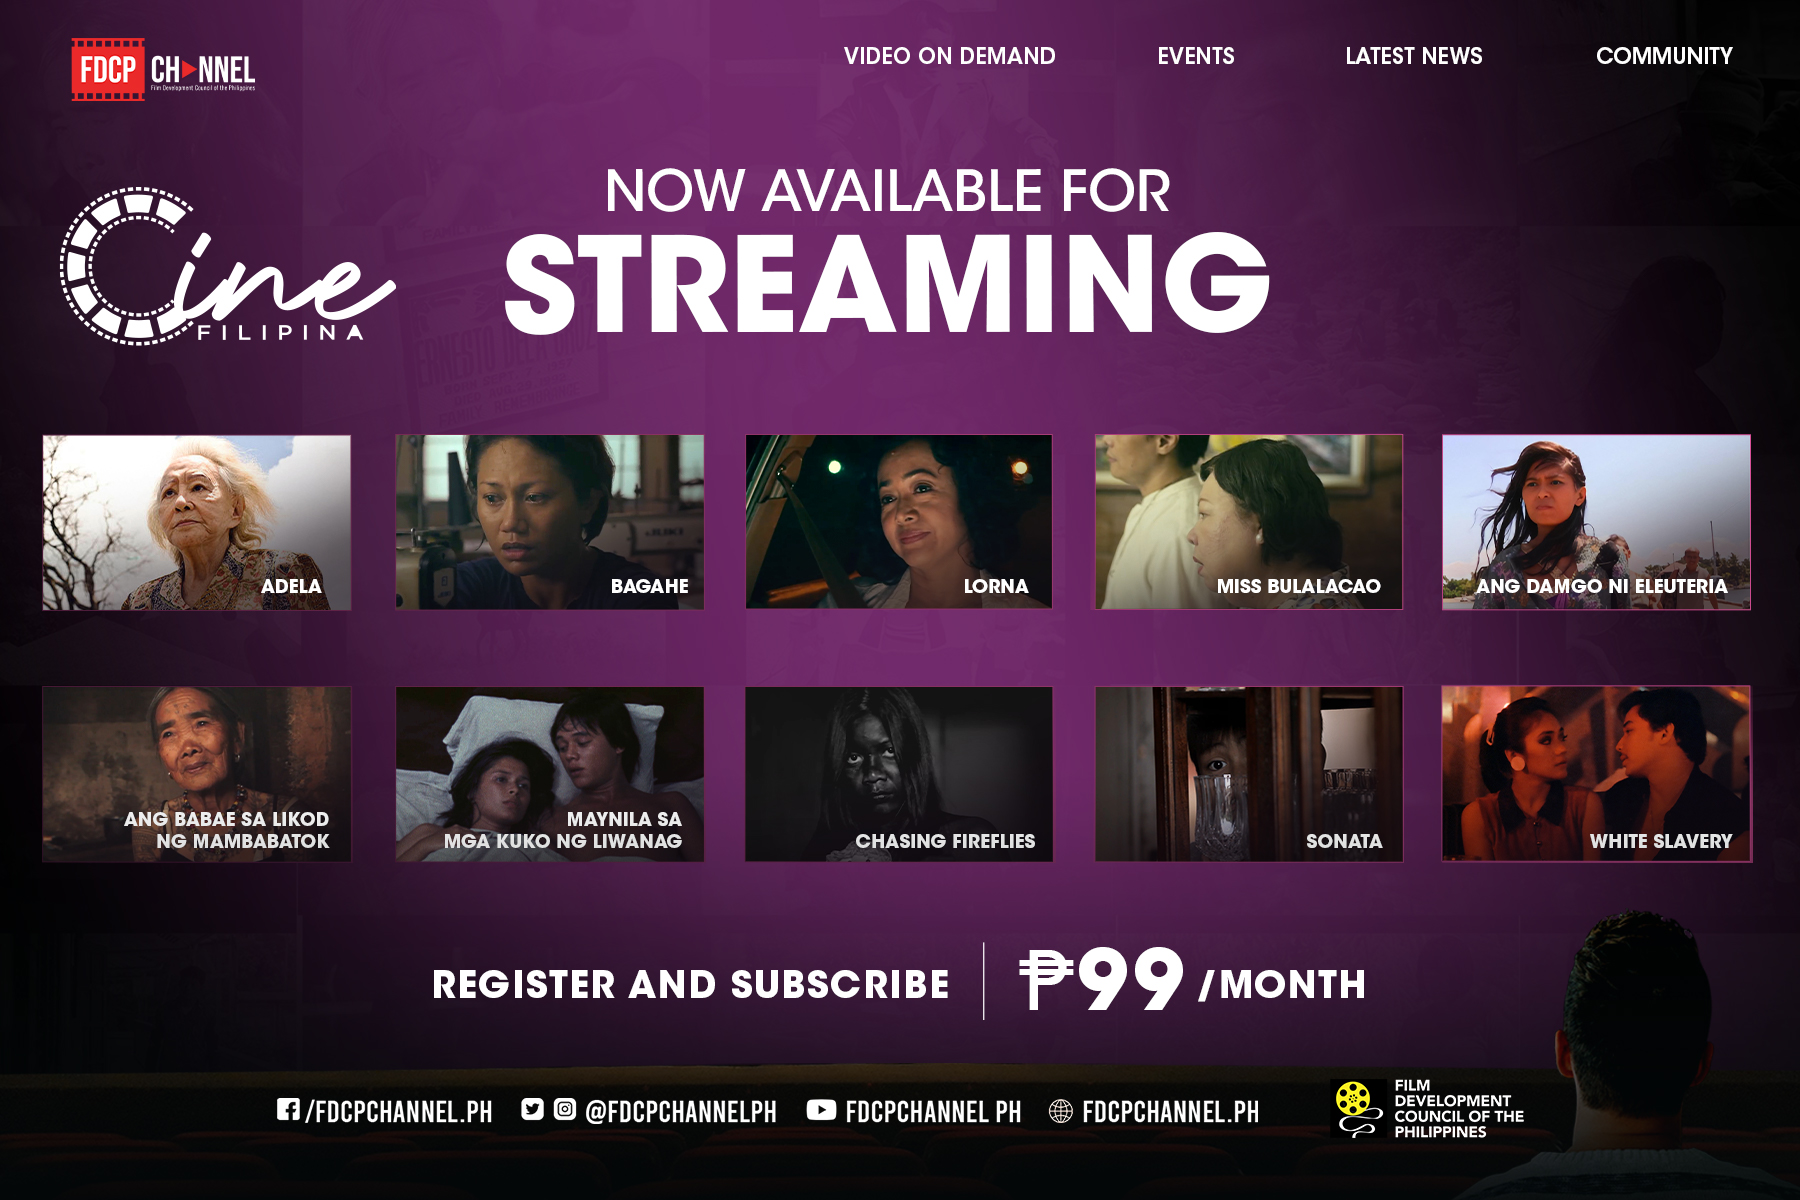 FDCP CHANNEL
Film Development Council of the Philippines
VIDEO ON DEMAND
EVENTS
LATEST NEWS
COMMUNITY
Cine
FILIPINA
NOW AVAILABLE FOR
STREAMING
ADELA
BAGAHE
JUKI
LORNA
MISS BULALACAO
ANG DAMGO NI ELEUTERIA
ANG BABAE SA LIKOD
NG MAMBABATOK
MAYNILA SA
MGA KUKO NG LIWANAG
CHASING FIREFLIES
SONATA
WHITE SLAVERY
REGISTER AND SUBSCRIBE
₱99 /MONTH
/FDCPCHANNEL.PH
@FDCPCHANNELPH
FDCPCHANNEL PH
FDCPCHANNEL.PH
FILM
DEVELOPMENT
COUNCIL OF THE
PHILIPPINES